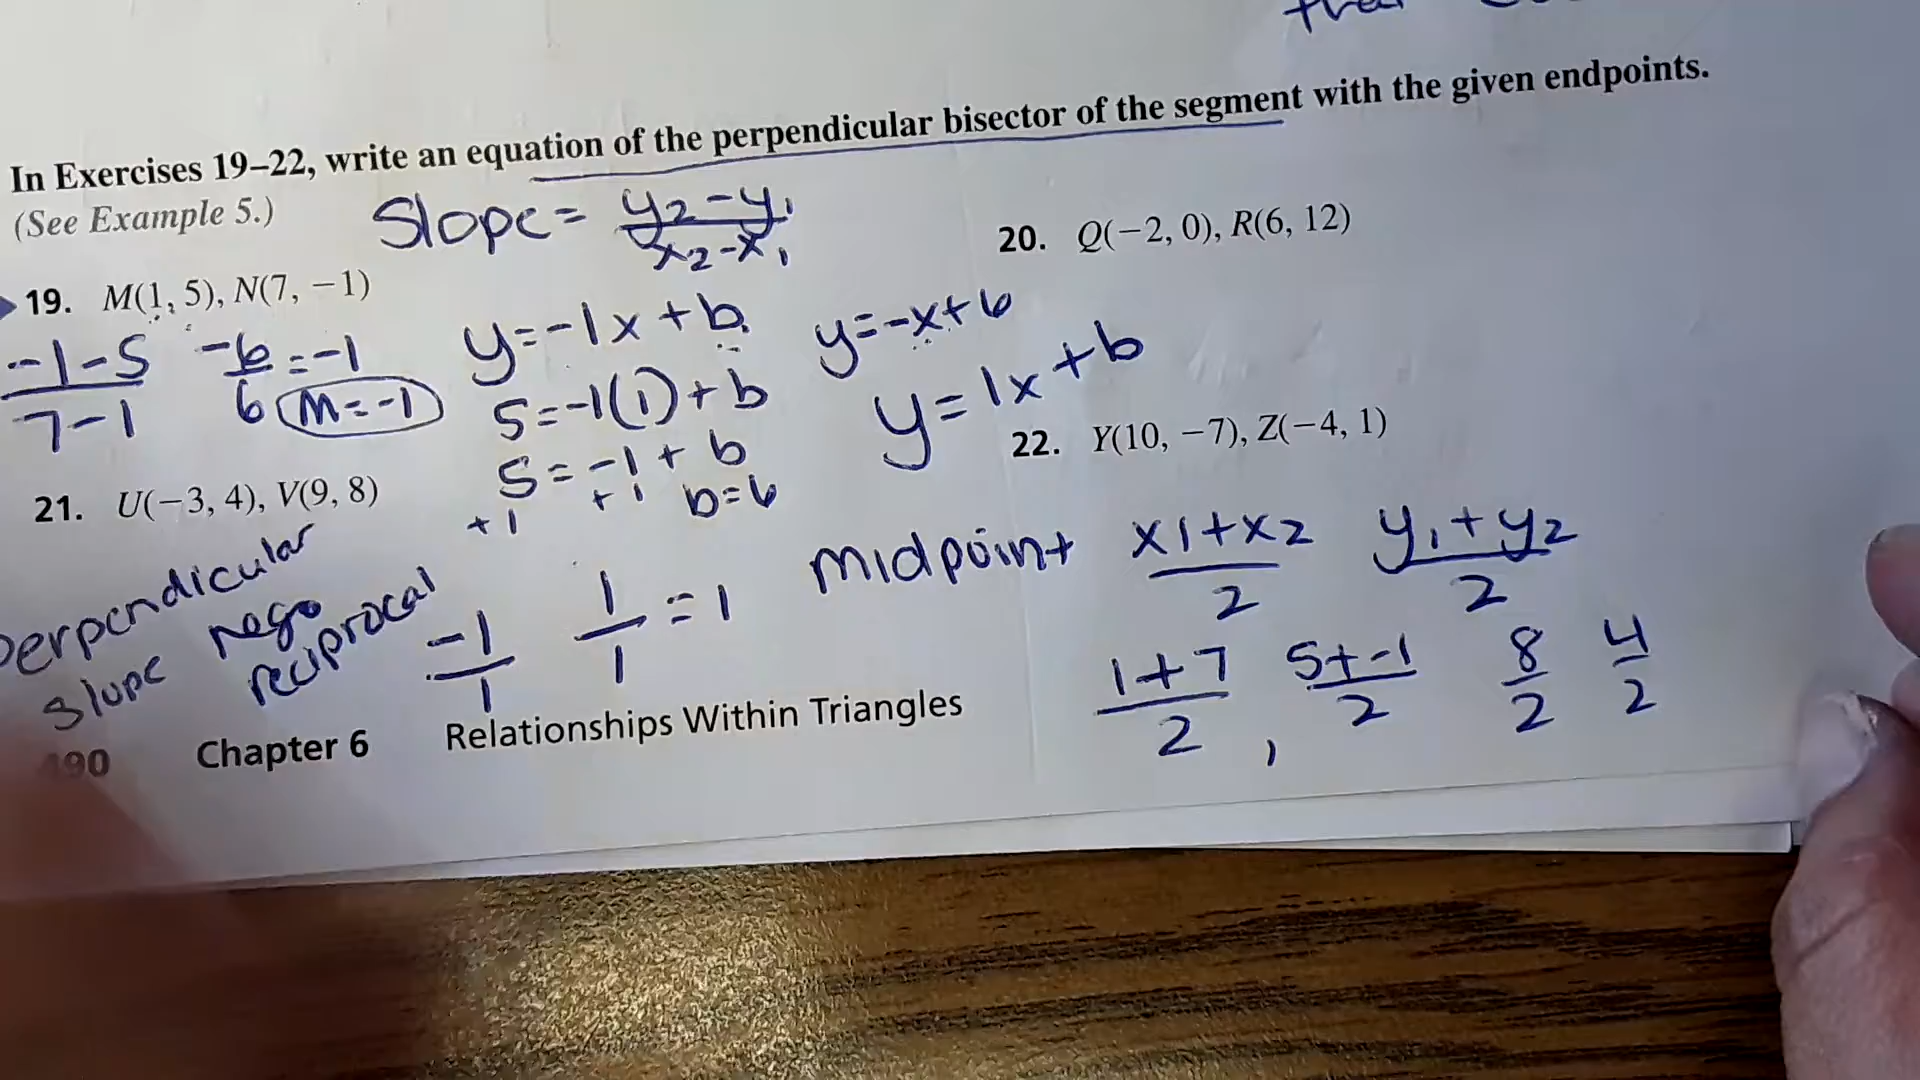 In Exercises 19–22, write an equation of the perpendicular bisector of the segment with the given endpoints.
(See Example 5.)
Slope = y2-y1 / x2-x1
19. M(1, 5), N(7, −1)
20. Q(−2, 0), R(6, 12)
-1-5 / 7-1
-6/6 = -1
m=-1
y=-1x+b
5=-1(1)+b
5=-1+b
+1 +1 b=6
y=-x+6
y=1x+b
21. U(−3, 4), V(9, 8)
22. Y(10, −7), Z(−4, 1)
perpendicular
slope nega
reciprocal
-1/1
1/1 = 1
midpoint x1+x2 / 2 y1+y2 / 2
1+7 / 2 , 5+-1 / 2 8/2 4/2
490 Chapter 6 Relationships Within Triangles